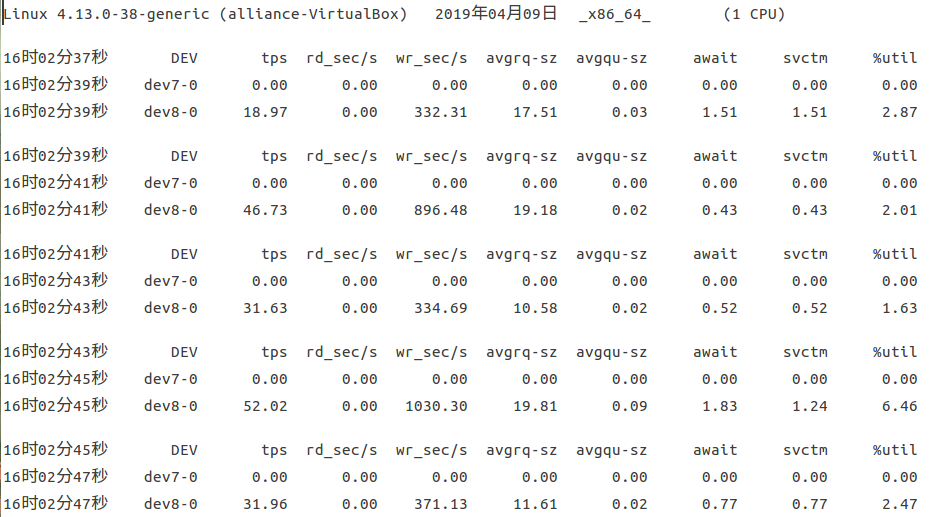 Linux 4.13.0-38-generic (alliance-VirtualBox) 2019年04月09日 _x86_64_ (1 CPU)
16时02分37秒 DEV tps rd_sec/s wr_sec/s avgrq-sz avgqu-sz await svctm %util
16时02分39秒 dev7-0 0.00 0.00 0.00 0.00 0.00 0.00 0.00 0.00
16时02分39秒 dev8-0 18.97 0.00 332.31 17.51 0.03 1.51 1.51 2.87
16时02分39秒 DEV tps rd_sec/s wr_sec/s avgrq-sz avgqu-sz await svctm %util
16时02分41秒 dev7-0 0.00 0.00 0.00 0.00 0.00 0.00 0.00 0.00
16时02分41秒 dev8-0 46.73 0.00 896.48 19.18 0.02 0.43 0.43 2.01
16时02分41秒 DEV tps rd_sec/s wr_sec/s avgrq-sz avgqu-sz await svctm %util
16时02分43秒 dev7-0 0.00 0.00 0.00 0.00 0.00 0.00 0.00 0.00
16时02分43秒 dev8-0 31.63 0.00 334.69 10.58 0.02 0.52 0.52 1.63
16时02分43秒 DEV tps rd_sec/s wr_sec/s avgrq-sz avgqu-sz await svctm %util
16时02分45秒 dev7-0 0.00 0.00 0.00 0.00 0.00 0.00 0.00 0.00
16时02分45秒 dev8-0 52.02 0.00 1030.30 19.81 0.09 1.83 1.24 6.46
16时02分45秒 DEV tps rd_sec/s wr_sec/s avgrq-sz avgqu-sz await svctm %util
16时02分47秒 dev7-0 0.00 0.00 0.00 0.00 0.00 0.00 0.00 0.00
16时02分47秒 dev8-0 31.96 0.00 371.13 11.61 0.02 0.77 0.77 2.47